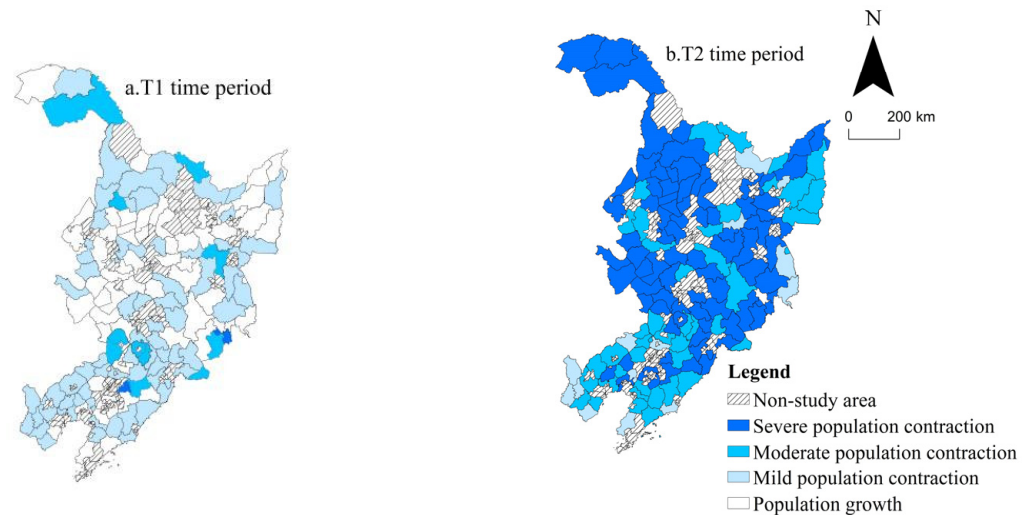 a.T1 time period
b.T2 time period
N
0 200 km
Legend
Non-study area
Severe population contraction
Moderate population contraction
Mild population contraction
Population growth